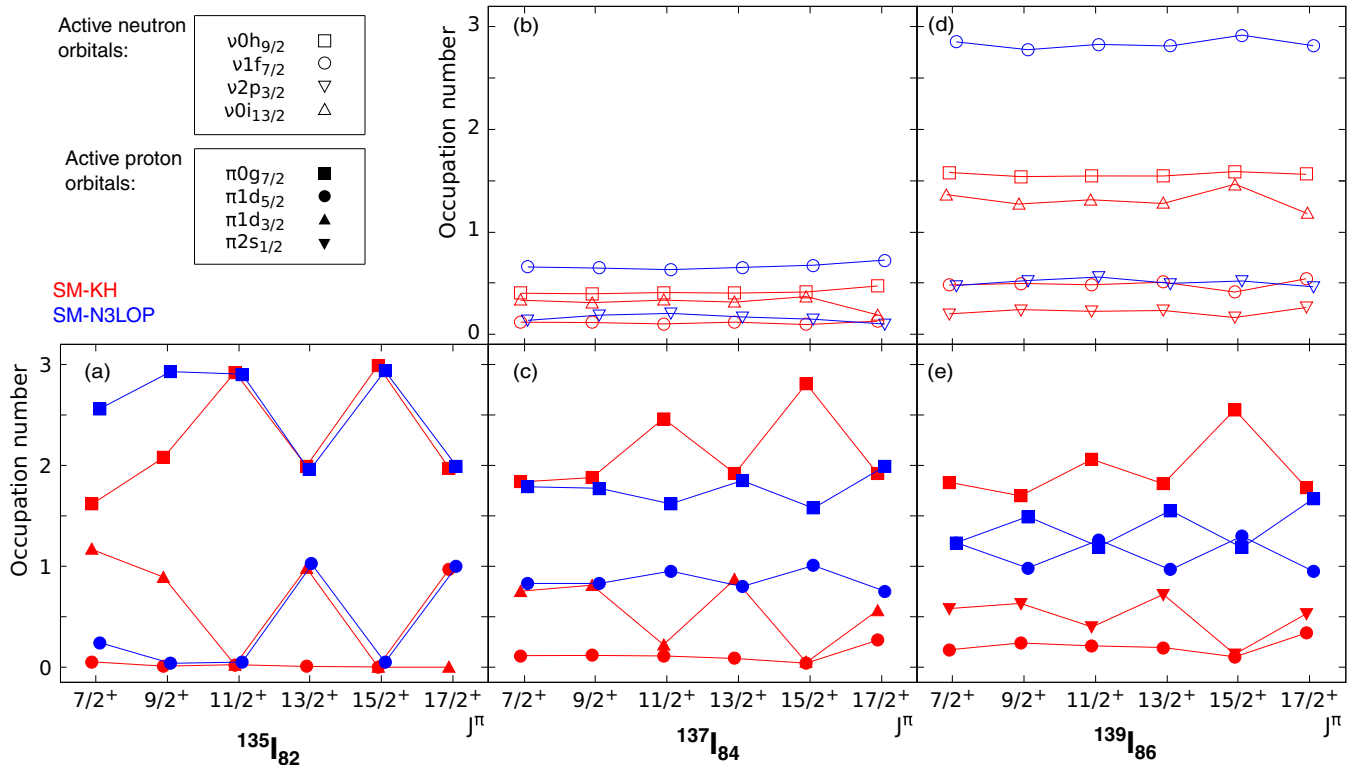 Active neutron
orbitals:
ν0h9/2
ν1f7/2
ν2p3/2
ν0i13/2
Active proton
orbitals:
π0g7/2
π1d5/2
π1d3/2
π2s1/2
SM-KH
SM-N3LOP
(b)
Occupation number
3
2
1
0
(d)
(a)
Occupation number
3
2
1
0
(c)
(e)
7/2+ 9/2+ 11/2+ 13/2+ 15/2+ 17/2+
Jπ
135I82
7/2+ 9/2+ 11/2+ 13/2+ 15/2+ 17/2+
Jπ
137I84
7/2+ 9/2+ 11/2+ 13/2+ 15/2+ 17/2+
Jπ
139I86